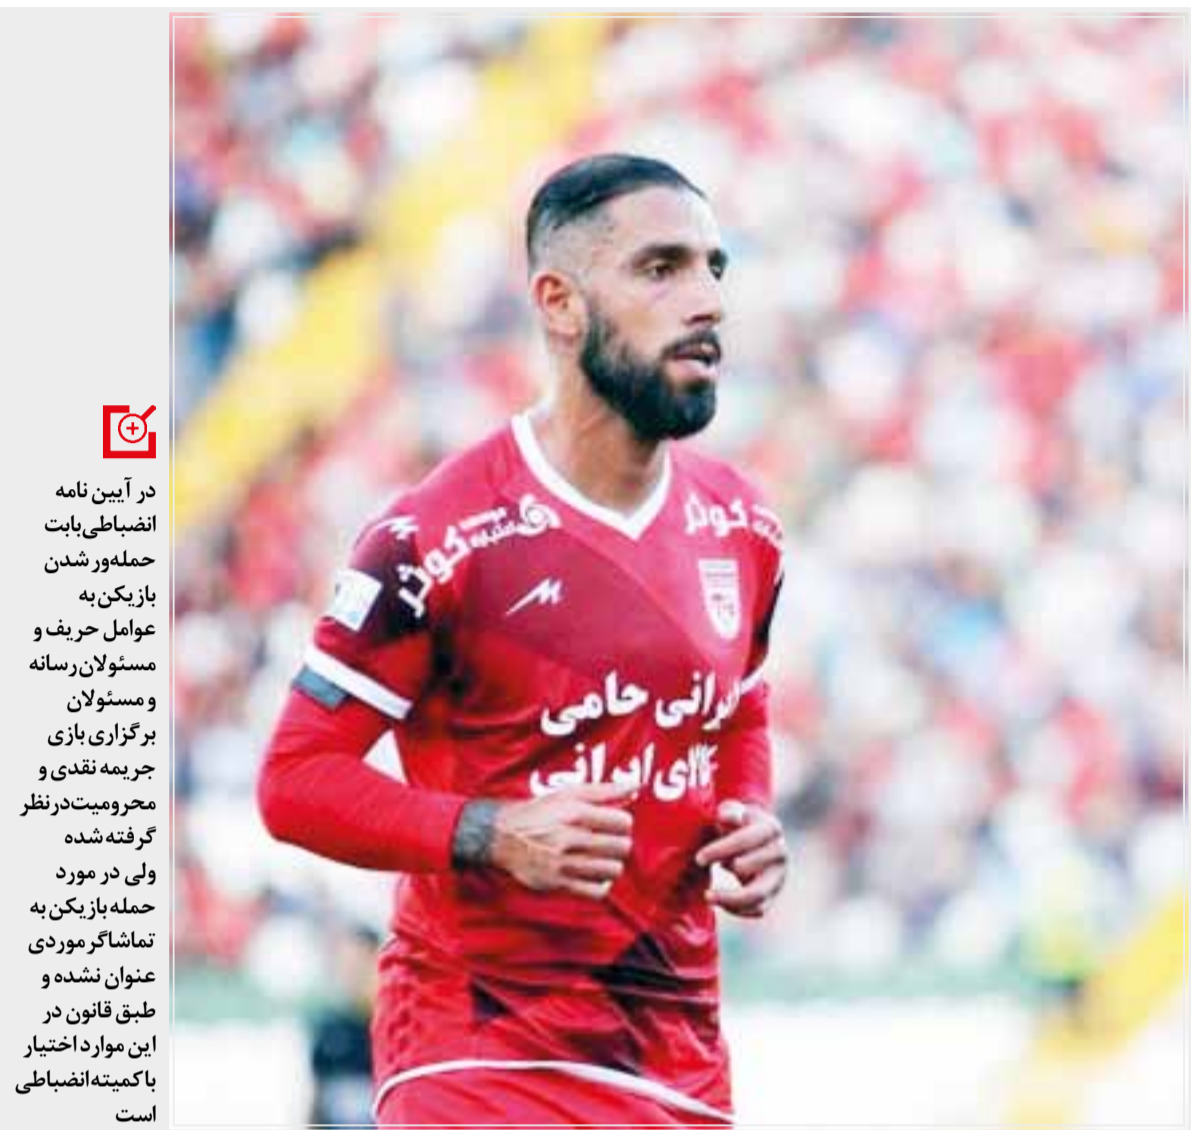 در آیین نامه
انضباطی بابت
حمله‌ور شدن
بازیکن به
عوامل حریف و
مسئولان رسانه
و مسئولان
برگزاری بازی
جریمه نقدی و
محرومیت درنظر
گرفته شده
ولی در مورد
حمله بازیکن به
تماشاگر موردی
عنوان نشده و
طبق قانون در
این موارد اختیار
با کمیته انضباطی
است
کوثر
کوثر
ایرانی حامی
کالای ایرانی